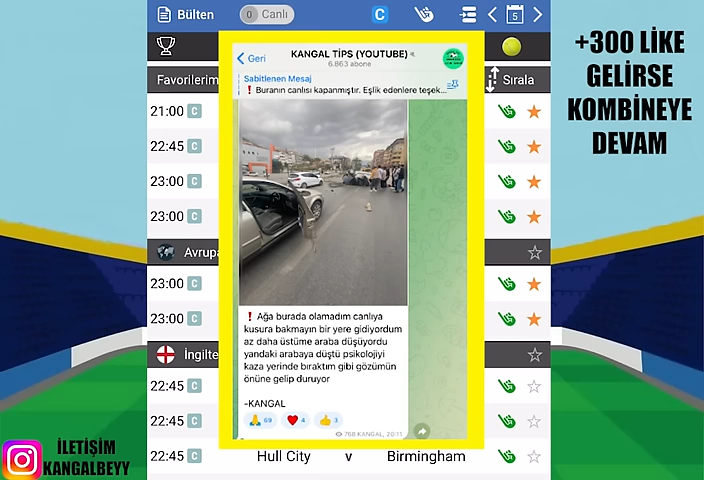 Bülten
0 Canlı
C
5
Favorilerim
Sırala
21:00 C
22:45 C
23:00 C
23:00 C
Avrupa
23:00 C
23:00 C
İngilte
22:45 C
22:45 C
22:45 C
Hull City v Birmingham
Geri
KANGAL TİPS (YOUTUBE)
6.863 abone
Sabitlenen Mesaj
❗ Buranın canlısı kapanmıştır. Eşlik edenlere teşek...
❗ Ağa burada olamadım canlıya
kusura bakmayın bir yere gidiyordum
az daha üstüme araba düşüyordu
yandaki arabaya düştü psikolojiyi
kaza yerinde bıraktım gibi gözümün
önüne gelip duruyor
-KANGAL
🙏 69 ❤️ 4 👍 3
768 KANGAL, 20:11
+300 LİKE
GELİRSE
KOMBİNEYE
DEVAM
İLETİŞİM
KANGALBEYY